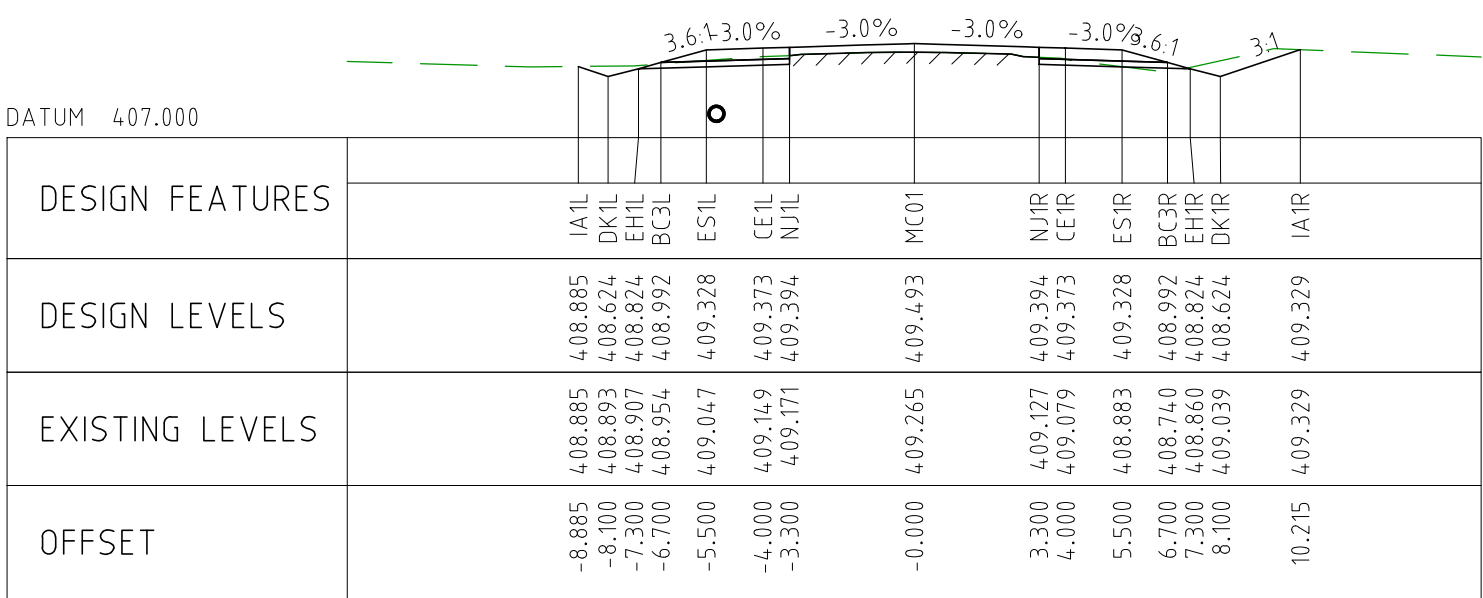 3.6:1 -3.0% -3.0% -3.0% -3.0% 3.6:1 3:1
DATUM 407.000
DESIGN FEATURES IA1L DK1L EH1L BC3L ES1L CE1L NJ1L MC01 NJ1R CE1R ES1R BC3R EH1R DK1R IA1R
DESIGN LEVELS 408.885 408.624 408.824 408.992 409.328 409.373 409.394 409.493 409.394 409.373 409.328 408.992 408.824 408.624 409.329
EXISTING LEVELS 408.885 408.893 408.907 408.954 409.047 409.149 409.171 409.265 409.127 409.079 408.883 408.740 408.860 409.039 409.329
OFFSET -8.885 -8.100 -7.300 -6.700 -5.500 -4.000 -3.300 -0.000 3.300 4.000 5.500 6.700 7.300 8.100 10.215